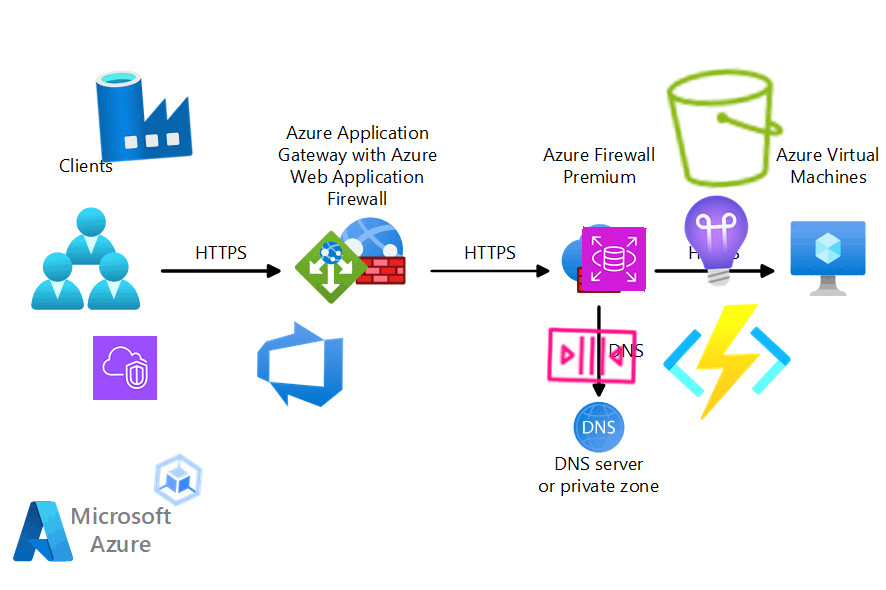 Clients
Azure Application
Gateway with Azure
Web Application
Firewall
Azure Firewall
Premium
Azure Virtual
Machines
HTTPS
HTTPS
DNS
DNS
DNS server
or private zone
Microsoft
Azure